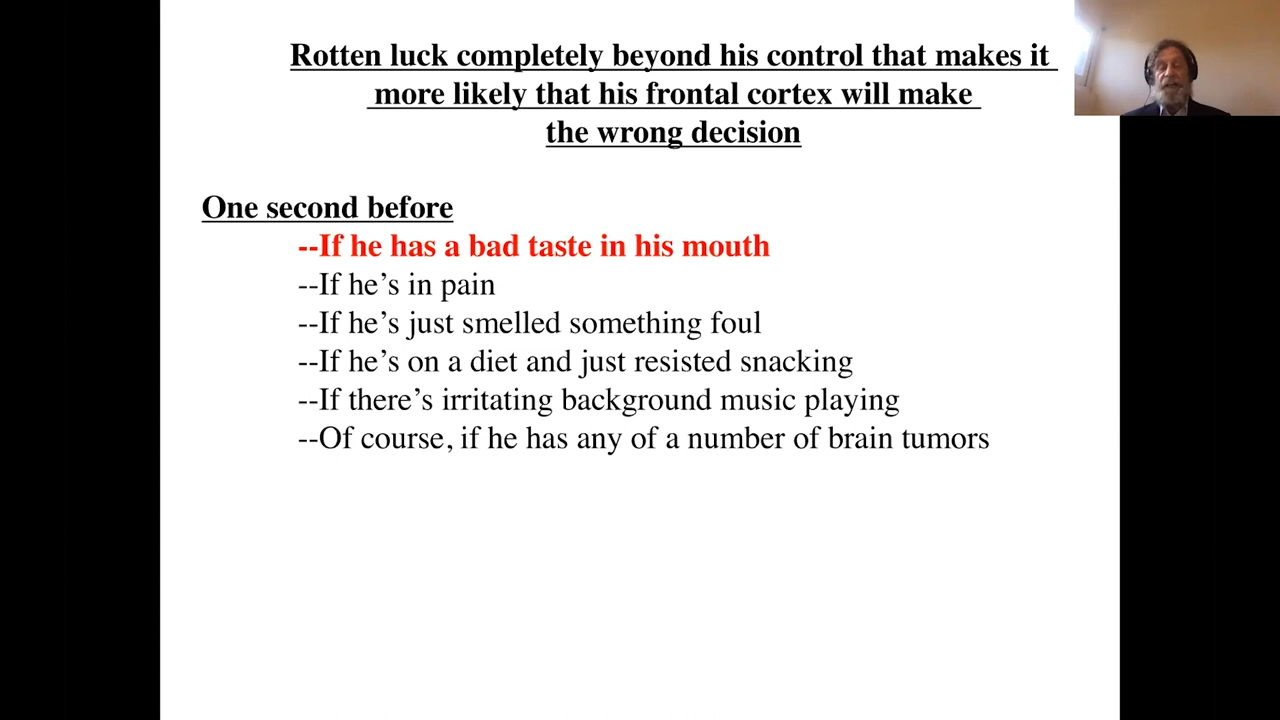 Rotten luck completely beyond his control that makes it
more likely that his frontal cortex will make
the wrong decision
One second before
--If he has a bad taste in his mouth
--If he’s in pain
--If he’s just smelled something foul
--If he’s on a diet and just resisted snacking
--If there’s irritating background music playing
--Of course, if he has any of a number of brain tumors